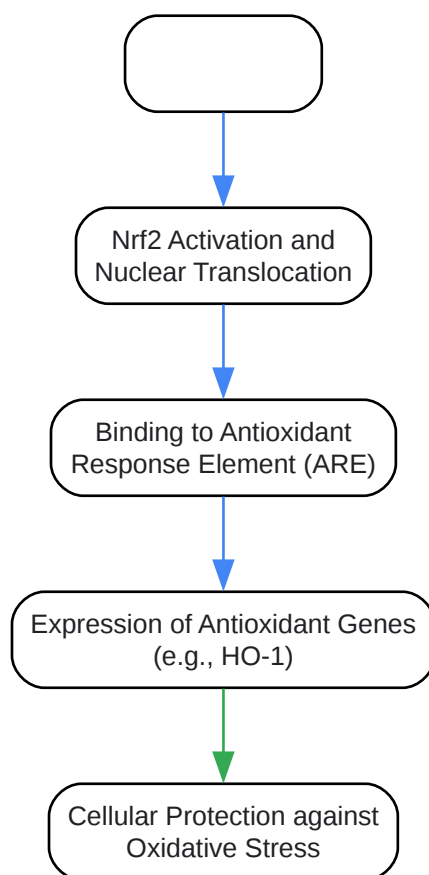 Nrf2 Activation and
Nuclear Translocation
Binding to Antioxidant
Response Element (ARE)
Expression of Antioxidant Genes
(e.g., HO-1)
Cellular Protection against
Oxidative Stress